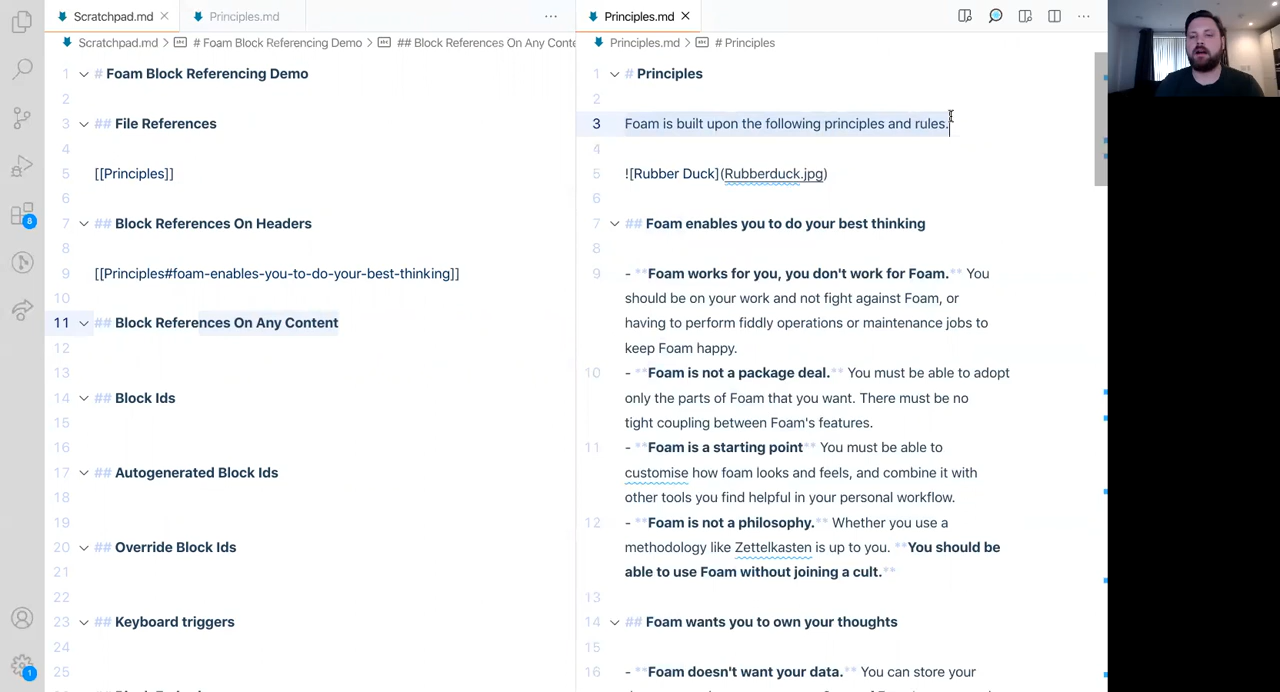 Scratchpad.md
Principles.md
Scratchpad.md > # Foam Block Referencing Demo > ## Block References On Any Conte
1 # Foam Block Referencing Demo
2
3 ## File References
4
5 [[Principles]]
6
7 ## Block References On Headers
8
9 [[Principles#foam-enables-you-to-do-your-best-thinking]]
10
11 ## Block References On Any Content
12
13
14 ## Block Ids
15
16
17 ## Autogenerated Block Ids
18
19
20 ## Override Block Ids
21
22
23 ## Keyboard triggers
24
25
8
1
Principles.md
Principles.md > # Principles
1 # Principles
2
3 Foam is built upon the following principles and rules.
4
5 ![Rubber Duck](Rubberduck.jpg)
6
7 ## Foam enables you to do your best thinking
8
9 - **Foam works for you, you don't work for Foam.** You
should be on your work and not fight against Foam, or
having to perform fiddly operations or maintenance jobs to
keep Foam happy.
10 - **Foam is not a package deal.** You must be able to adopt
only the parts of Foam that you want. There must be no
tight coupling between Foam's features.
11 - **Foam is a starting point** You must be able to
customise how foam looks and feels, and combine it with
other tools you find helpful in your personal workflow.
12 - **Foam is not a philosophy.** Whether you use a
methodology like Zettelkasten is up to you. **You should be
able to use Foam without joining a cult.**
13
14 ## Foam wants you to own your thoughts
15
16 - **Foam doesn't want your data.** You can store your